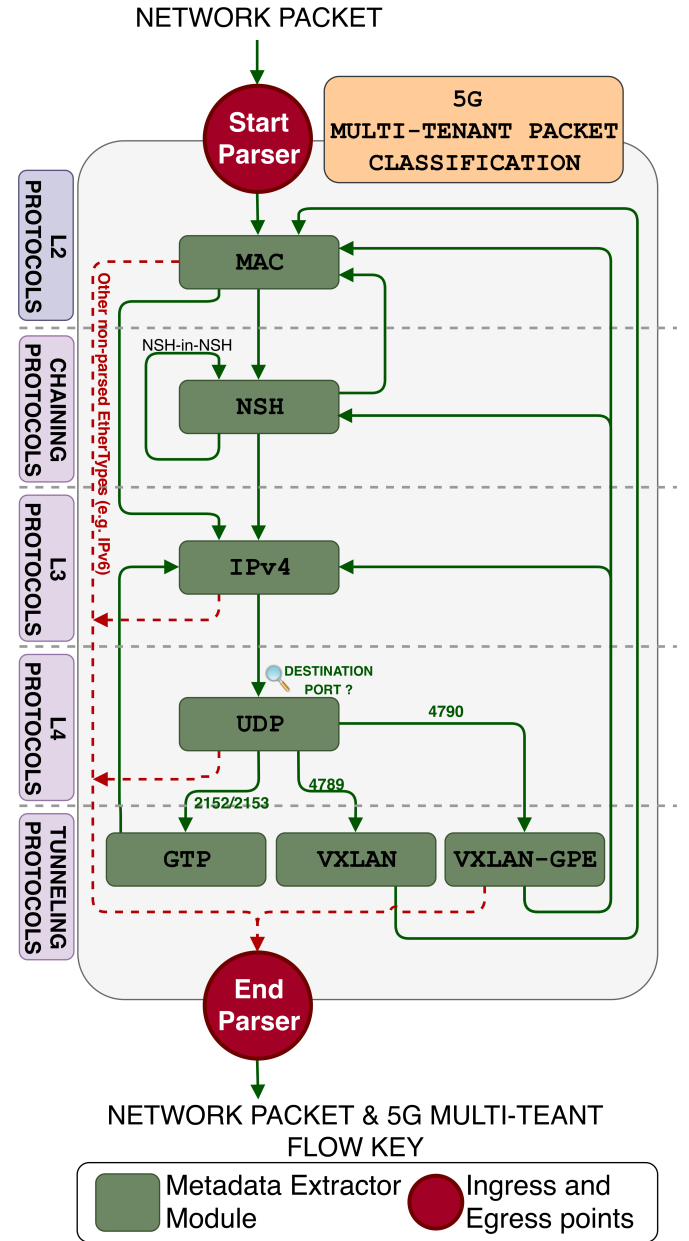 NETWORK PACKET
Start
Parser
5G
MULTI-TENANT PACKET
CLASSIFICATION
L2
PROTOCOLS
MAC
Other non-parsed EtherTypes (e.g. IPv6)
CHAINING
PROTOCOLS
NSH-in-NSH
NSH
L3
PROTOCOLS
IPv4
L4
PROTOCOLS
DESTINATION
PORT ?
UDP
4790
4789
2152/2153
TUNNELING
PROTOCOLS
GTP
VXLAN
VXLAN-GPE
End
Parser
NETWORK PACKET & 5G MULTI-TEANT
FLOW KEY
Metadada Extractor
Module
Ingress and
Egress points